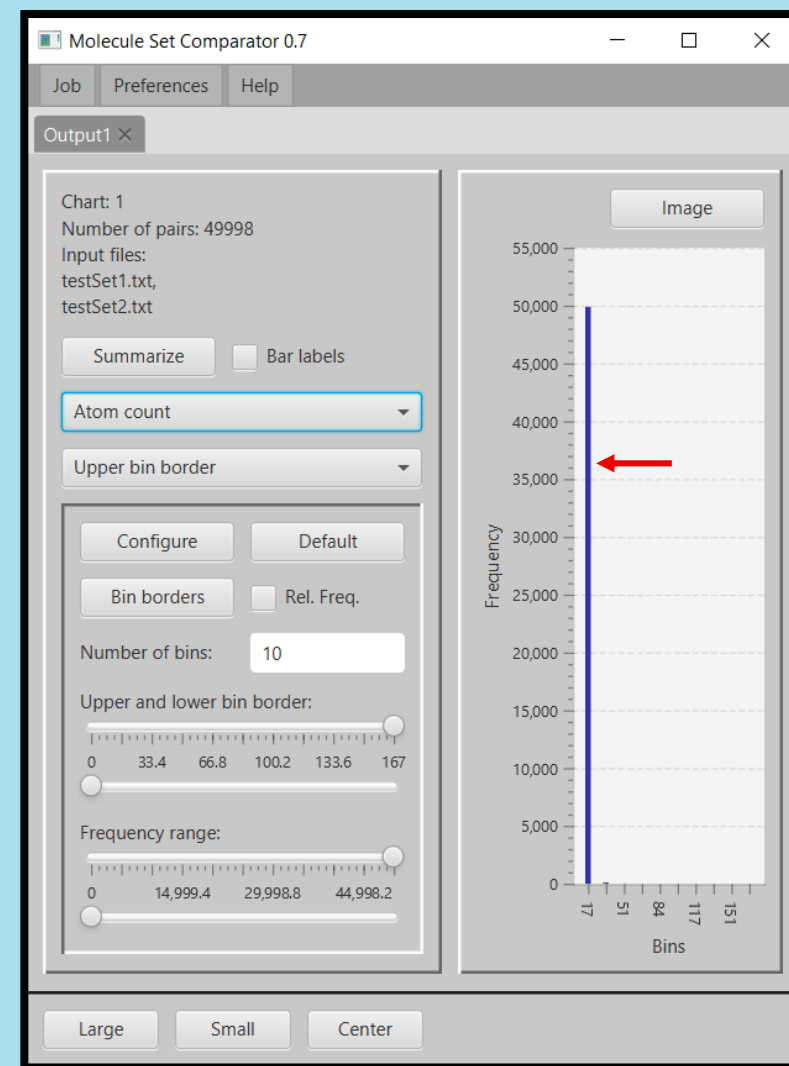 Molecule Set Comparator 0.7
Job Preferences Help
Output1
Chart: 1
Number of pairs: 49998
Input files:
testSet1.txt,
testSet2.txt
Summarize Bar labels
Atom count
Upper bin border
Configure Default
Bin borders Rel. Freq.
Number of bins: 10
Upper and lower bin border:
0 33.4 66.8 100.2 133.6 167
Frequency range:
0 14,999.4 29,998.8 44,998.2
Image
55,000
50,000
45,000
40,000
35,000
30,000
25,000
20,000
15,000
10,000
5,000
0
Frequency
17 51 84 117 151
Bins
Large Small Center